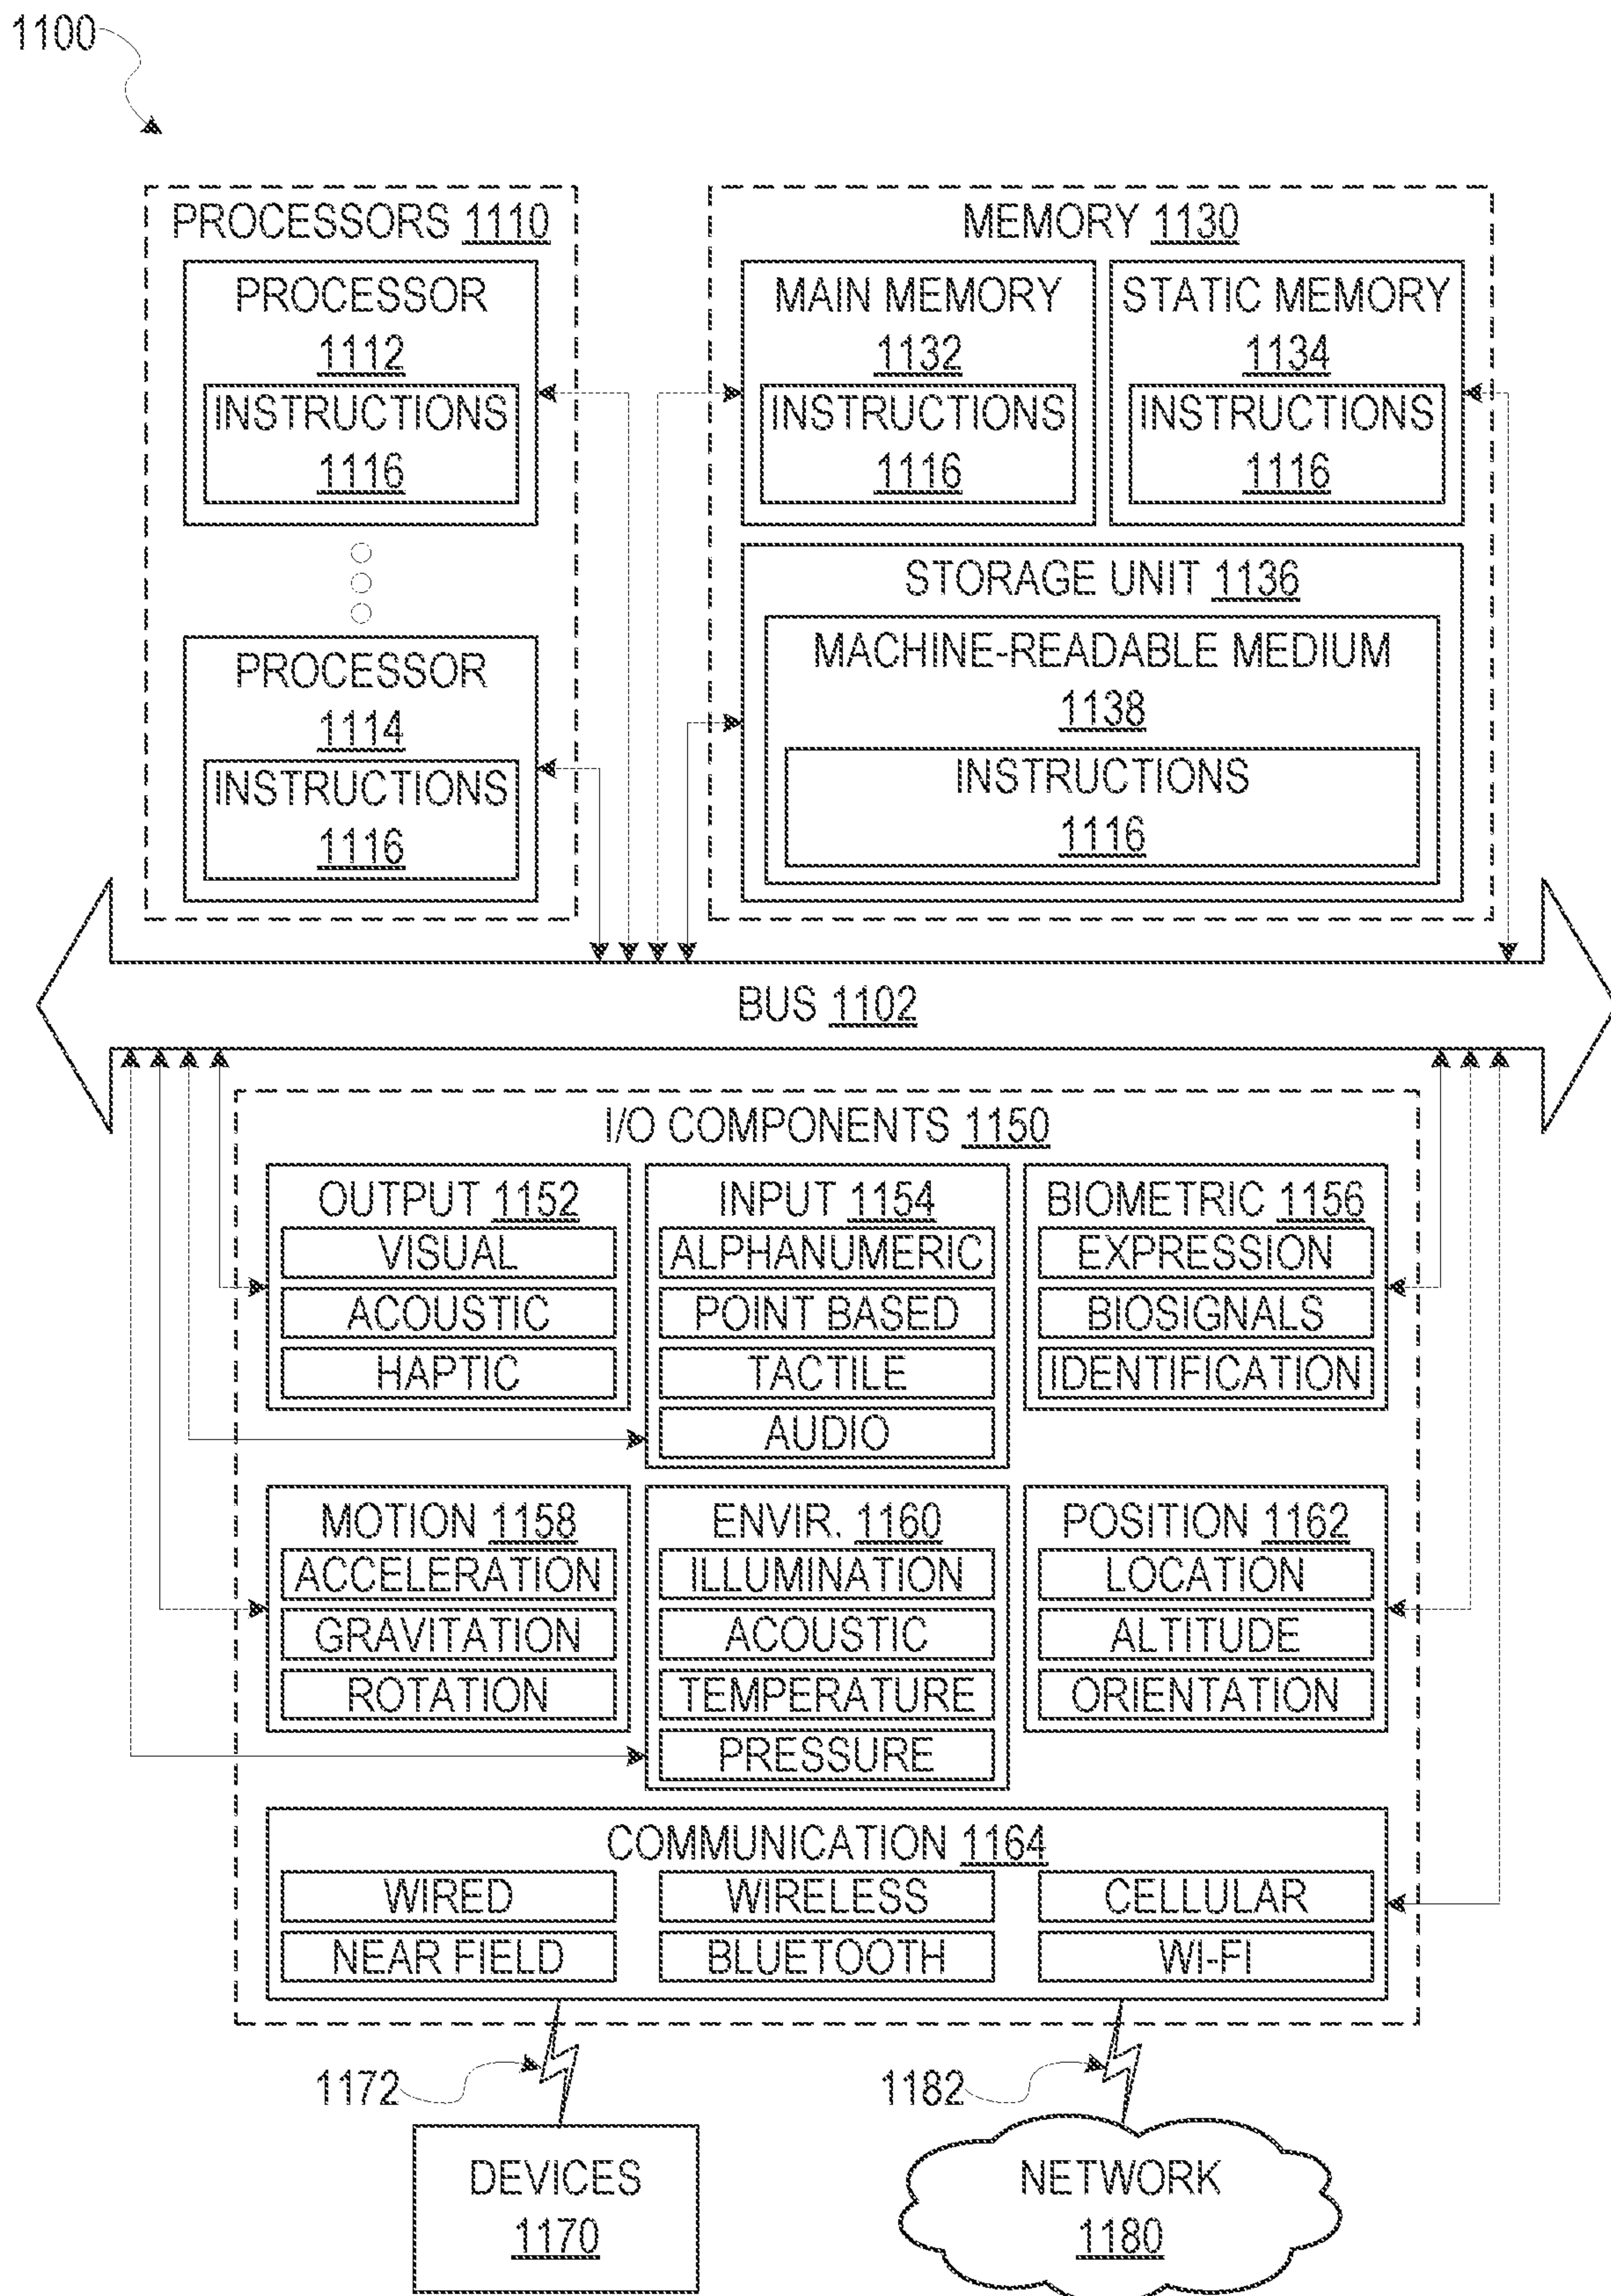 1100
PROCESSORS 1110
PROCESSOR
1112
INSTRUCTIONS
1116
PROCESSOR
1114
INSTRUCTIONS
1116
MEMORY 1130
MAIN MEMORY
1132
INSTRUCTIONS
1116
STATIC MEMORY
1134
INSTRUCTIONS
1116
STORAGE UNIT 1136
MACHINE-READABLE MEDIUM
1138
INSTRUCTIONS
1116
BUS 1102
I/O COMPONENTS 1150
OUTPUT 1152
VISUAL
ACOUSTIC
HAPTIC
INPUT 1154
ALPHANUMERIC
POINT BASED
TACTILE
AUDIO
BIOMETRIC 1156
EXPRESSION
BIOSIGNALS
IDENTIFICATION
MOTION 1158
ACCELERATION
GRAVITATION
ROTATION
ENVIR. 1160
ILLUMINATION
ACOUSTIC
TEMPERATURE
PRESSURE
POSITION 1162
LOCATION
ALTITUDE
ORIENTATION
COMMUNICATION 1164
WIRED
WIRELESS
CELLULAR
NEAR FIELD
BLUETOOTH
WI-FI
1172
1182
DEVICES
1170
NETWORK
1180